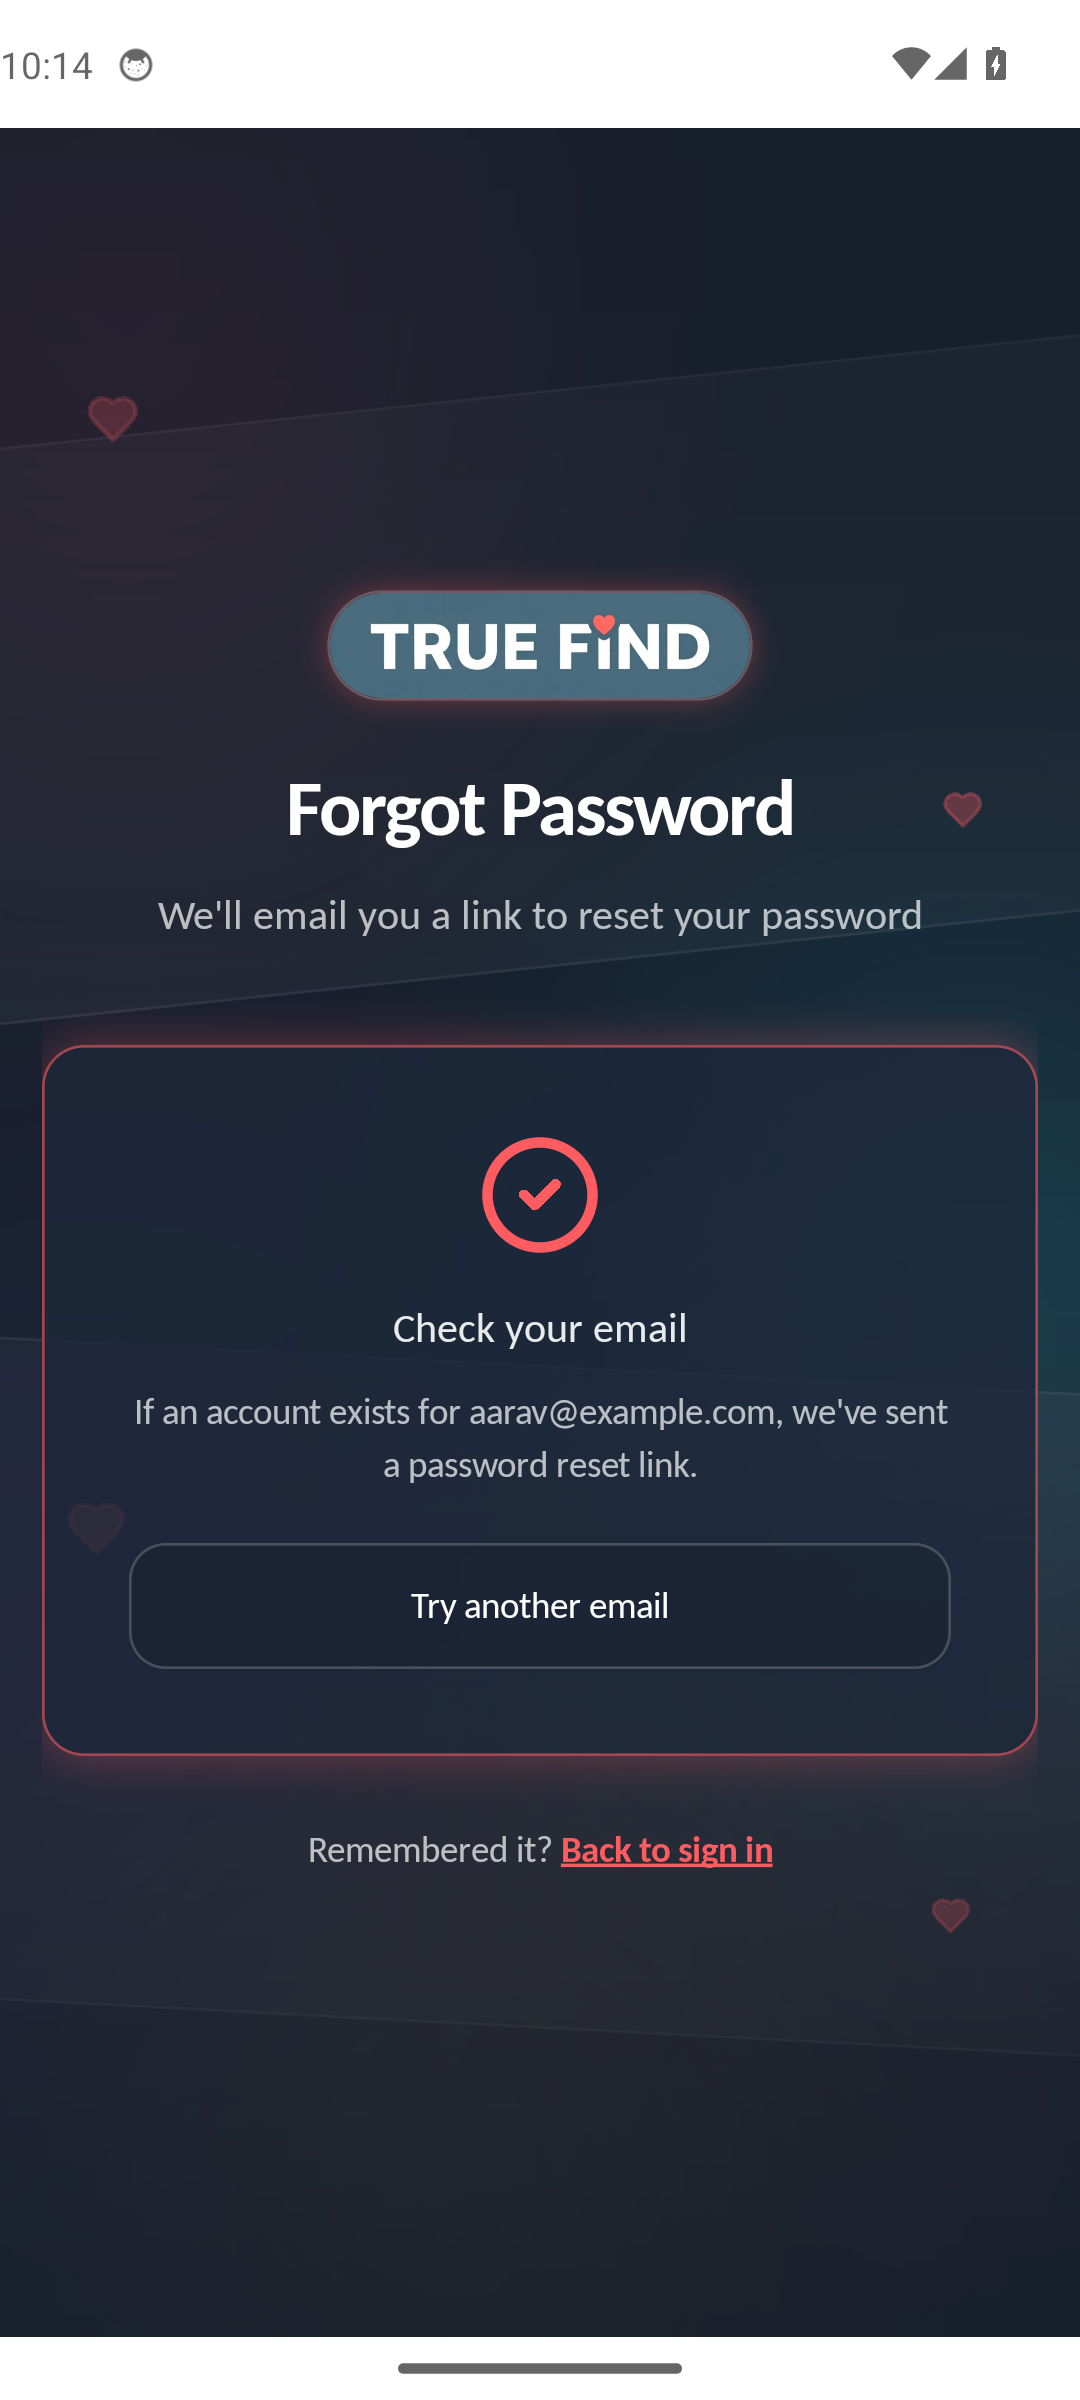 10:14
TRUE FiND
Forgot Password
We'll email you a link to reset your password
Check your email
If an account exists for aarav@example.com, we've sent
a password reset link.
Try another email
Remembered it? Back to sign in